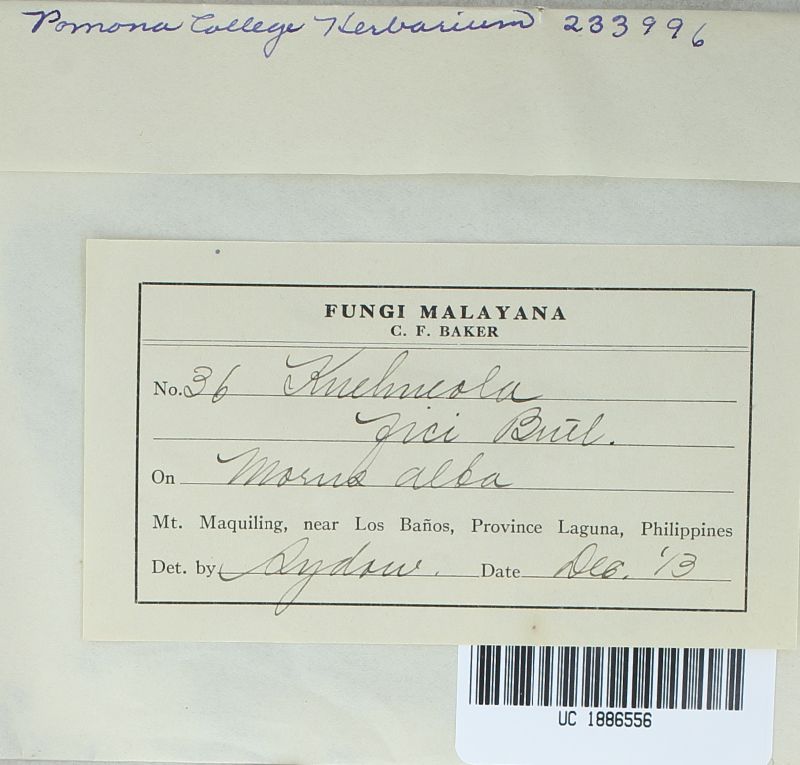 Pomona College Herbarium 233996
FUNGI MALAYANA
C. F. BAKER
No. 36 Kuehneola
fici Butl.
On Morus alba
Mt. Maquiling, near Los Baños, Province Laguna, Philippines
Det. by Sydow. Date Dec. '13
UC 1886556